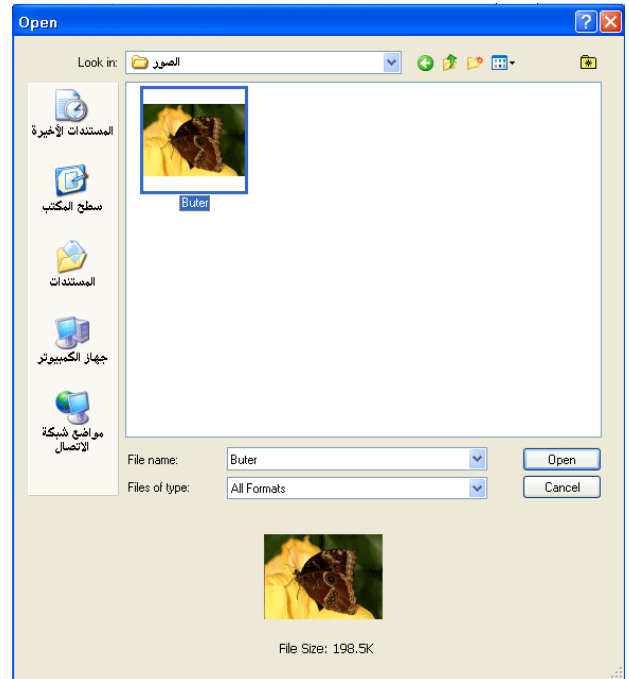 Open
Look in:
الصور
المستندات الأخيرة
سطح المكتب
المستندات
جهاز الكمبيوتر
مواضع شبكة
الاتصال
Buter
File name:
Buter
Open
Files of type:
All Formats
Cancel
File Size: 198.5K